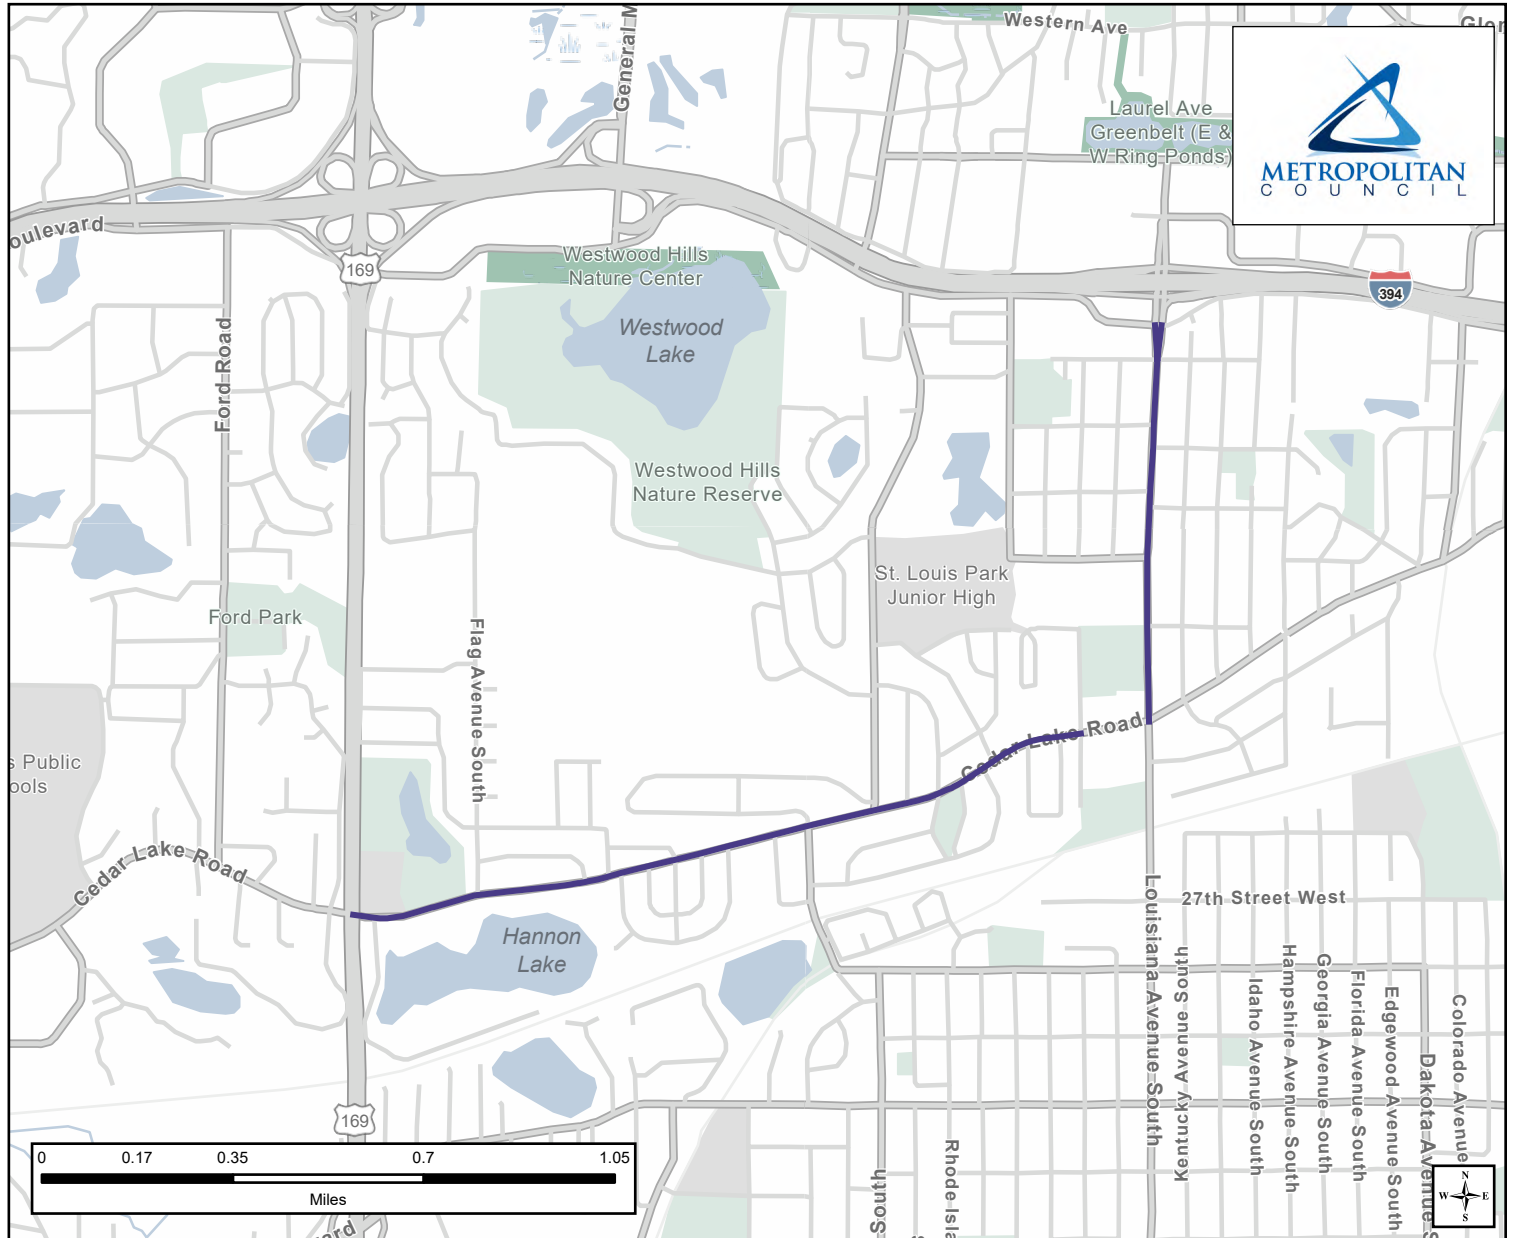 Western Ave
General M
Laurel Ave
Greenbelt (E &
W Ring Ponds)
METROPOLITAN
COUNCIL
oulevard
169
Westwood Hills
Nature Center
394
Westwood
Lake
Ford Road
Westwood Hills
Nature Reserve
St. Louis Park
Junior High
Ford Park
Flag Avenue South
s Public
ools
Cedar Lake Road
Cedar Lake Road
27th Street West
Hannon
Lake
Louisiana Avenue South
Kentucky Avenue South
Idaho Avenue South
Hampshire Avenue South
Georgia Avenue South
Florida Avenue South
Edgewood Avenue South
Dakota Avenue S
Colorado Avenue
169
Rhode Isla
South
ard
0 0.17 0.35 0.7 1.05
Miles
N
W E
S